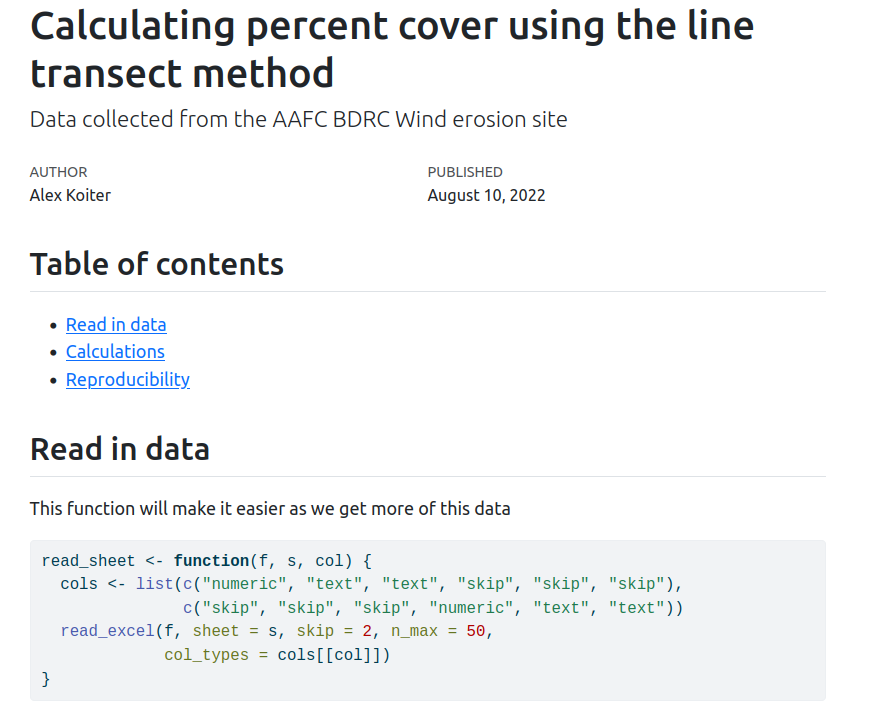 Calculating percent cover using the line
transect method
Data collected from the AAFC BDRC Wind erosion site
AUTHOR
Alex Koiter
PUBLISHED
August 10, 2022
Table of contents
Read in data
Calculations
Reproducibility
Read in data
This function will make it easier as we get more of this data
read_sheet <- function(f, s, col) {
  cols <- list(c("numeric", "text", "text", "skip", "skip", "skip"),
               c("skip", "skip", "skip", "numeric", "text", "text"))
  read_excel(f, sheet = s, skip = 2, n_max = 50,
             col_types = cols[[col]])
}